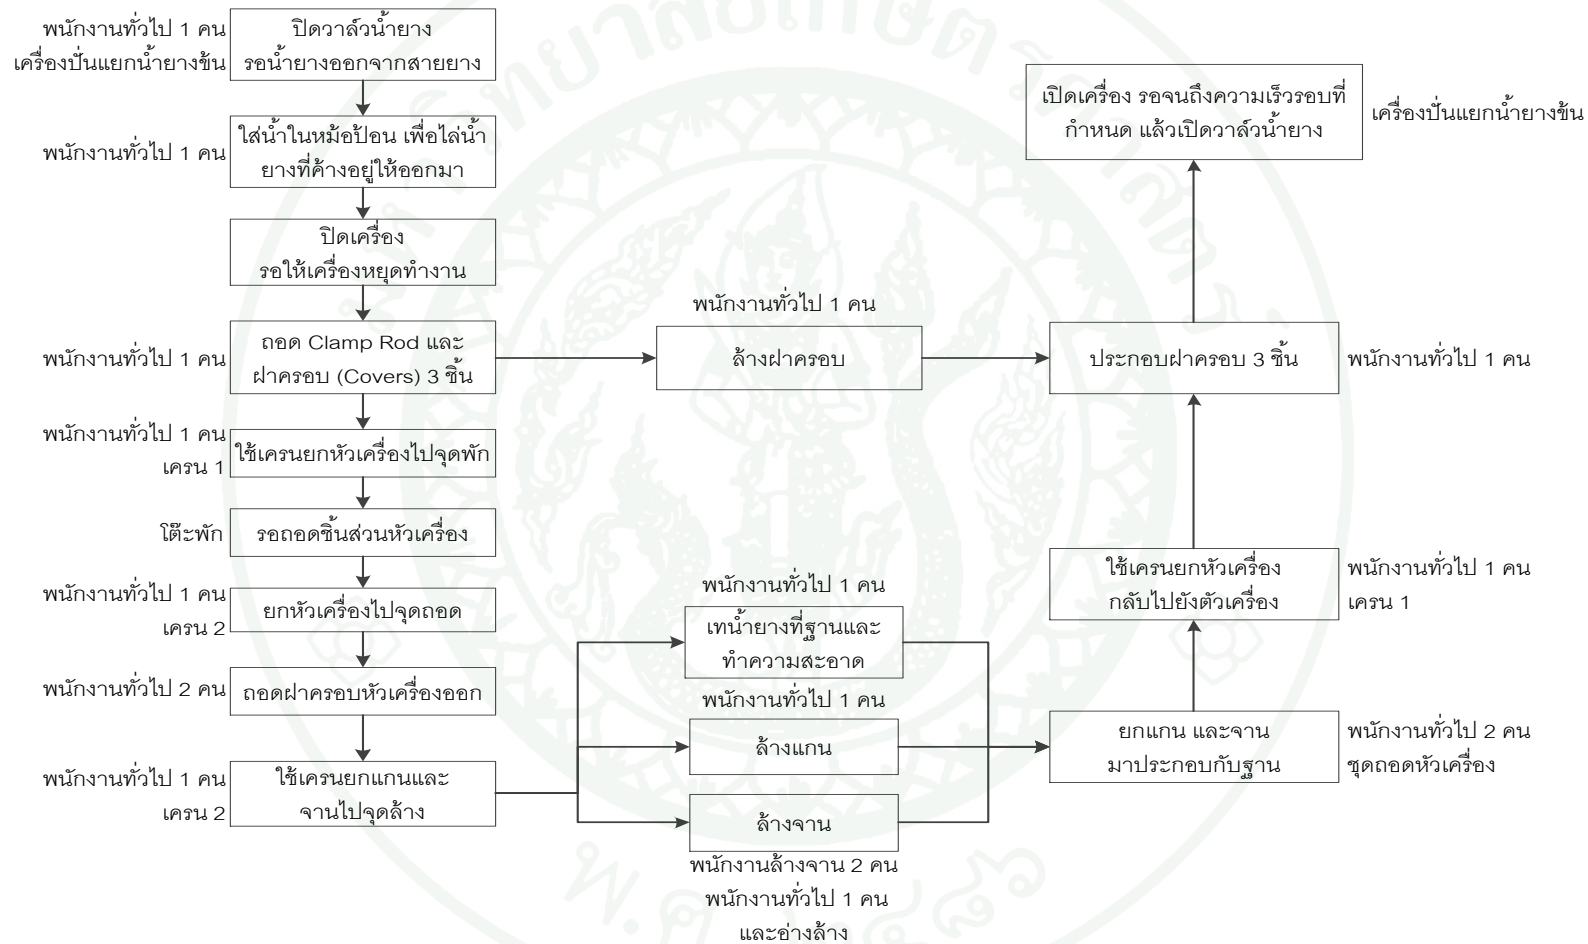 พนักงานทั่วไป 1 คน
เครื่องปั่นแยกน้ำยางข้น
ปิดวาล์วน้ำยาง
รอน้ำยางออกจากสายยาง
พนักงานทั่วไป 1 คน
ใส่น้ำในหม้อป้อน เพื่อไล่น้ำ
ยางที่ค้างอยู่ให้ออกมา
ปิดเครื่อง
รอให้เครื่องหยุดทำงาน
พนักงานทั่วไป 1 คน
ถอด Clamp Rod และ
ฝาครอบ (Covers) 3 ชิ้น
พนักงานทั่วไป 1 คน
เครน 1
ใช้เครนยกหัวเครื่องไปจุดพัก
โต๊ะพัก
รอถอดชิ้นส่วนหัวเครื่อง
พนักงานทั่วไป 1 คน
เครน 2
ยกหัวเครื่องไปจุดถอด
พนักงานทั่วไป 2 คน
ถอดฝาครอบหัวเครื่องออก
พนักงานทั่วไป 1 คน
เครน 2
ใช้เครนยกแกนและ
จานไปจุดล้าง
พนักงานทั่วไป 1 คน
ล้างฝาครอบ
พนักงานทั่วไป 1 คน
เทน้ำยางที่ฐานและ
ทำความสะอาด
พนักงานทั่วไป 1 คน
ล้างแกน
ล้างจาน
พนักงานล้างจาน 2 คน
พนักงานทั่วไป 1 คน
และอ่างล้าง
เปิดเครื่อง รอจนถึงความเร็วรอบที่
กำหนด แล้วเปิดวาล์วน้ำยาง
เครื่องปั่นแยกน้ำยางข้น
ประกอบฝาครอบ 3 ชิ้น
พนักงานทั่วไป 1 คน
ใช้เครนยกหัวเครื่อง
กลับไปยังตัวเครื่อง
พนักงานทั่วไป 1 คน
เครน 1
ยกแกน และจาน
มาประกอบกับฐาน
พนักงานทั่วไป 2 คน
ชุดถอดหัวเครื่อง
มหาวิทยาลัยเกษตรศาสตร์
พ.ศ. ๒๔๘๖